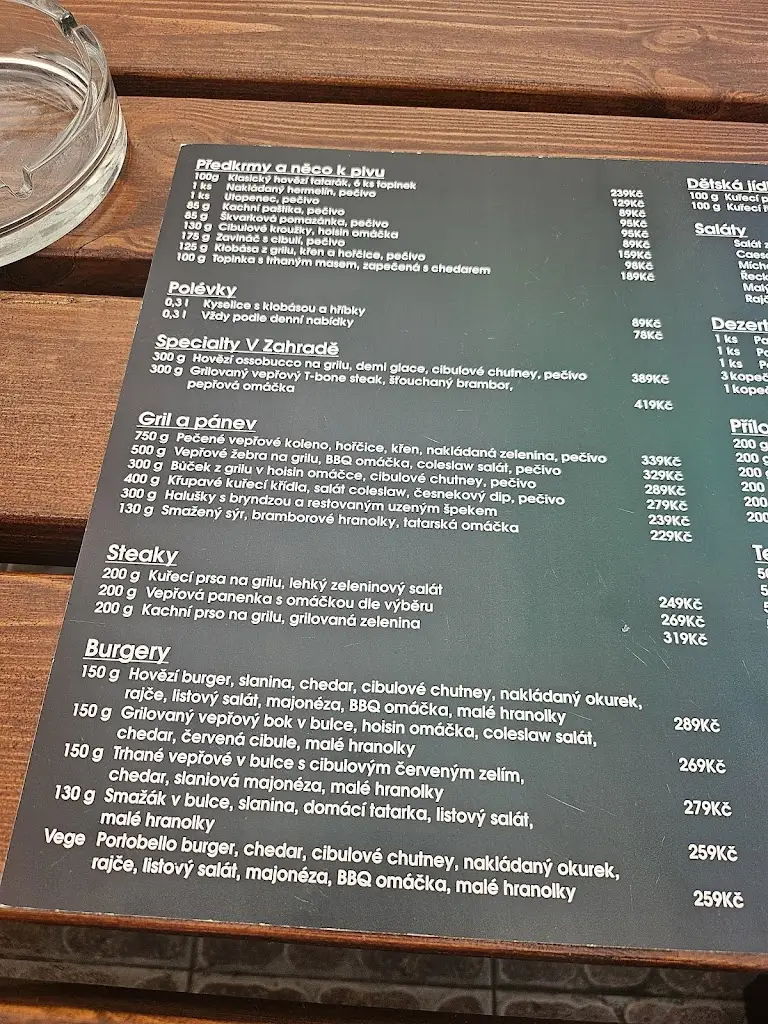 Předkrmy a něco k pivu
100g Klasický hovězí tatarák, 6 ks topinek 239Kč
1 ks Nakládaný hermelín, pečivo 129Kč
1 ks Utopenec, pečivo 89Kč
85 g Kachní paštika, pečivo 95Kč
85 g Škvarková pomazánka, pečivo 95Kč
130 g Cibulové kroužky, hoisin omáčka 89Kč
175 g Zavináč s cibulí, pečivo 159Kč
125 g Klobása z grilu, křen a hořčice, pečivo 98Kč
100 g Topinka s trhaným masem, zapečená s chedarem 189Kč
Polévky
0,3 l Kyselice s klobásou a hříbky 89Kč
0,3 l Vždy podle denní nabídky 78Kč
Specialty V Zahradě
300 g Hovězí ossobucco na grilu, demi glace, cibulové chutney, pečivo 389Kč
300 g Grilovaný vepřový T-bone steak, šťouchaný brambor,
pepřová omáčka 419Kč
Gril a pánev
750 g Pečené vepřové koleno, hořčice, křen, nakládaná zelenina, pečivo 339Kč
500 g Vepřové žebra na grilu, BBQ omáčka, coleslaw salát, pečivo 329Kč
300 g Bůček z grilu v hoisin omáčce, cibulové chutney, pečivo 289Kč
400 g Křupavé kuřecí křídla, salát coleslaw, česnekový dip, pečivo 279Kč
300 g Halušky s bryndzou a restovaným uzeným špekem 239Kč
130 g Smažený sýr, bramborové hranolky, tatarská omáčka 229Kč
Steaky
200 g Kuřecí prsa na grilu, lehký zeleninový salát 249Kč
200 g Vepřová panenka s omáčkou dle výběru 269Kč
200 g Kachní prso na grilu, grilovaná zelenina 319Kč
Burgery
150 g Hovězí burger, slanina, chedar, cibulové chutney, nakládaný okurek,
rajče, listový salát, majonéza, BBQ omáčka, malé hranolky 289Kč
150 g Grilovaný vepřový bok v bulce, hoisin omáčka, coleslaw salát,
chedar, červená cibule, malé hranolky 269Kč
150 g Trhané vepřové v bulce s cibulovým červeným zelím,
chedar, slaniová majonéza, malé hranolky 279Kč
130 g Smažák v bulce, slanina, domácí tatarka, listový salát,
malé hranolky 259Kč
Vege Portobello burger, chedar, cibulové chutney, nakládaný okurek,
rajče, listový salát, majonéza, BBQ omáčka, malé hranolky 259Kč
Dětská
100 g Kuřecí
100 g Kuřecí
Saláty
Salát
Dezert
1 ks
1 ks
1 ks
200 g
200 g
200
200
200